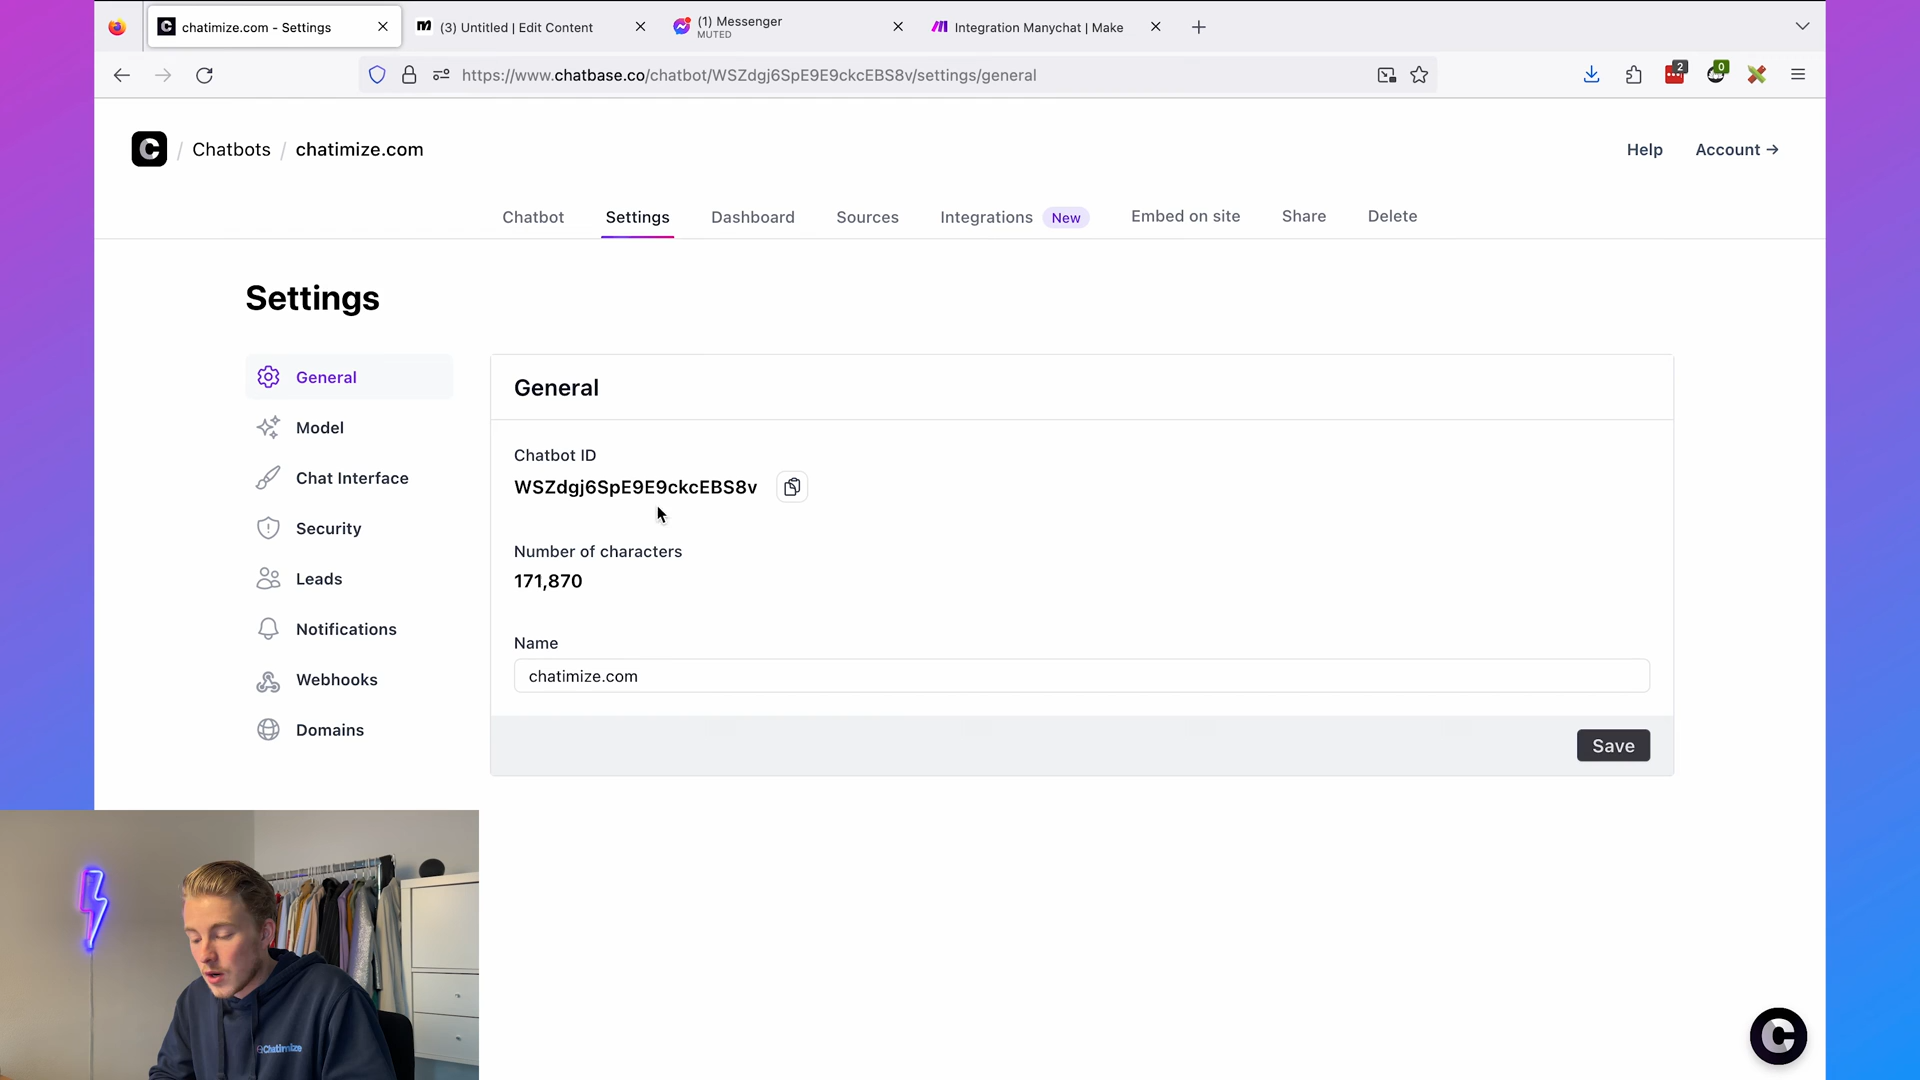 chatimize.com - Settings
(3) Untitled | Edit Content
(1) Messenger
MUTED
Integration Manychat | Make
https://www.chatbase.co/chatbot/WSZdgj6SpE9E9ckcEBS8v/settings/general
2
0
C / Chatbots / chatimize.com
Help
Account →
Chatbot
Settings
Dashboard
Sources
Integrations New
Embed on site
Share
Delete
Settings
General
Model
Chat Interface
Security
Leads
Notifications
Webhooks
Domains
General
Chatbot ID
WSZdgj6SpE9E9ckcEBS8v
Number of characters
171,870
Name
chatimize.com
Save
Chatimize
C